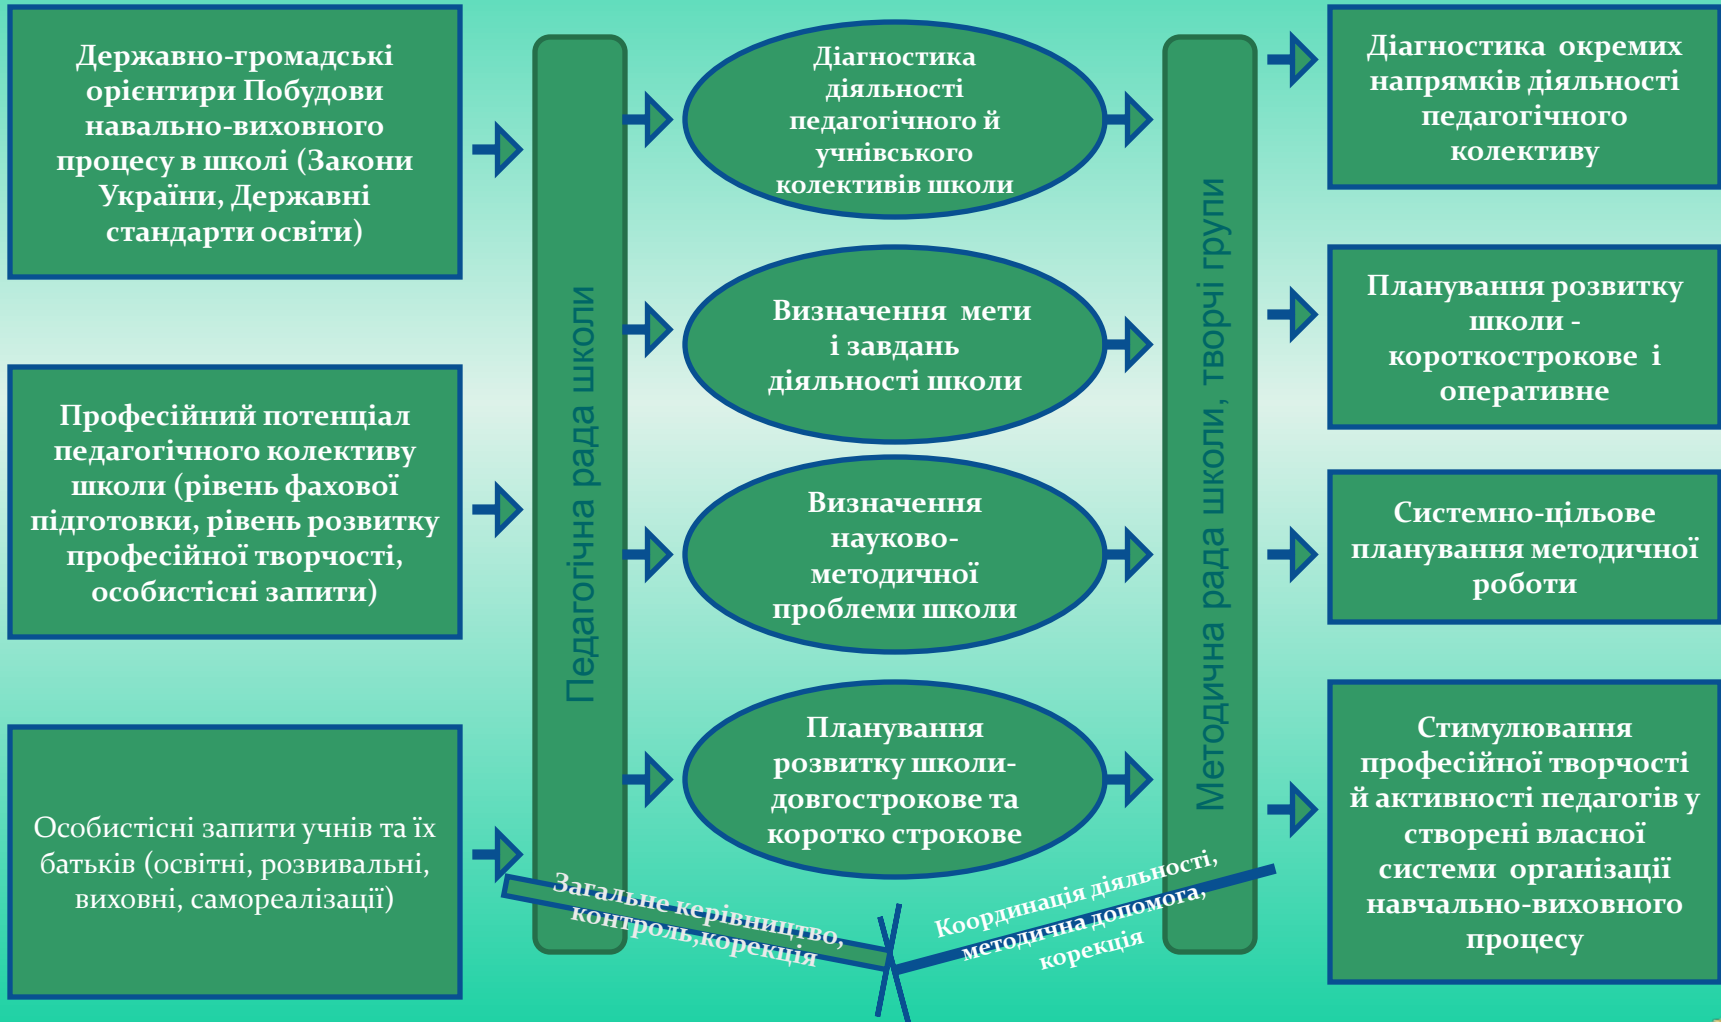 Державно-громадські
орієнтири Побудови
навально-виховного
процесу в школі (Закони
України, Державні
стандарти освіти)
Професійний потенціал
педагогічного колективу
школи (рівень фахової
підготовки, рівень розвитку
професійної творчості,
особистісні запити)
Особистісні запити учнів та їх
батьків (освітні, розвивальні,
виховні, самореалізації)
Педагогічна рада школи
Діагностика
діяльності
педагогічного й
учнівського
колективів школи
Визначення мети
і завдань
діяльності школи
Визначення
науково-
методичної
проблеми школи
Планування
розвитку школи-
довгострокове та
коротко строкове
Методична рада школи, творчі групи
Діагностика окремих
напрямків діяльності
педагогічного
колективу
Планування розвитку
школи -
короткострокове і
оперативне
Системно-цільове
планування методичної
роботи
Стимулювання
професійної творчості
й активності педагогів у
створені власної
системи організації
навчально-виховного
процесу
Загальне керівництво,
контроль,корекція
Координація діяльності,
методична допомога,
корекція